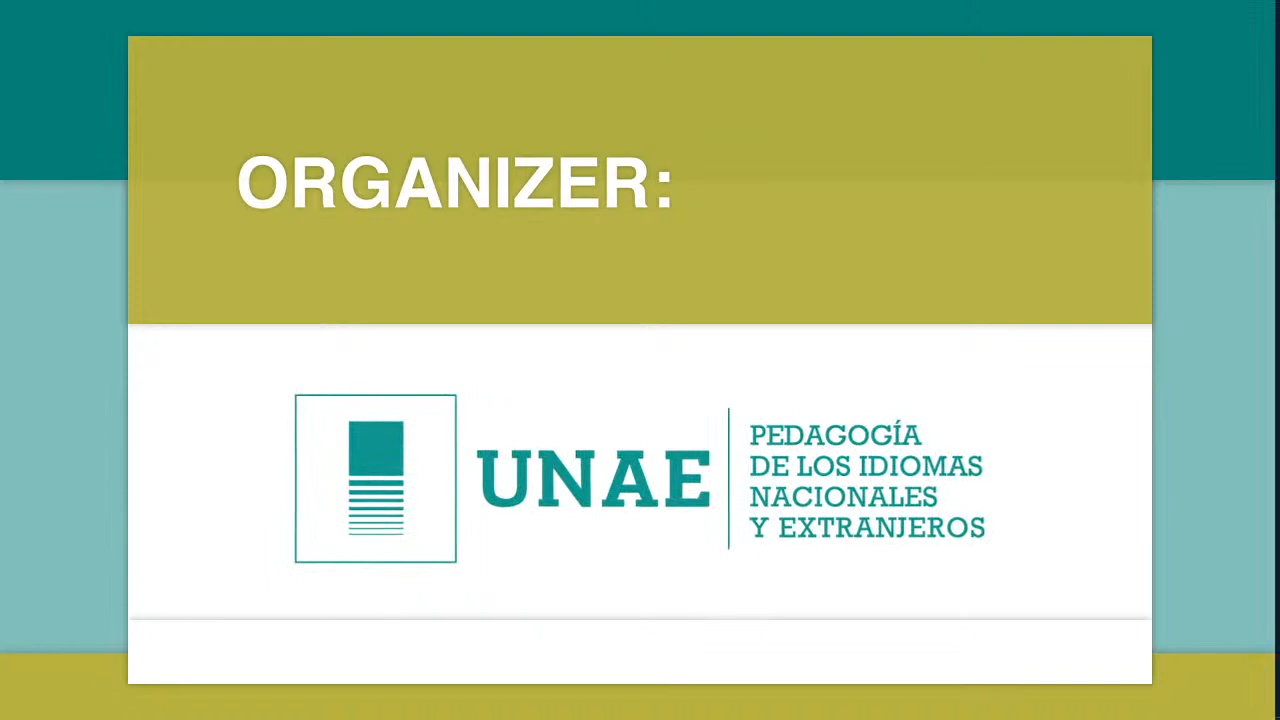 ORGANIZER:
UNAE
PEDAGOGÍA
DE LOS IDIOMAS
NACIONALES
Y EXTRANJEROS